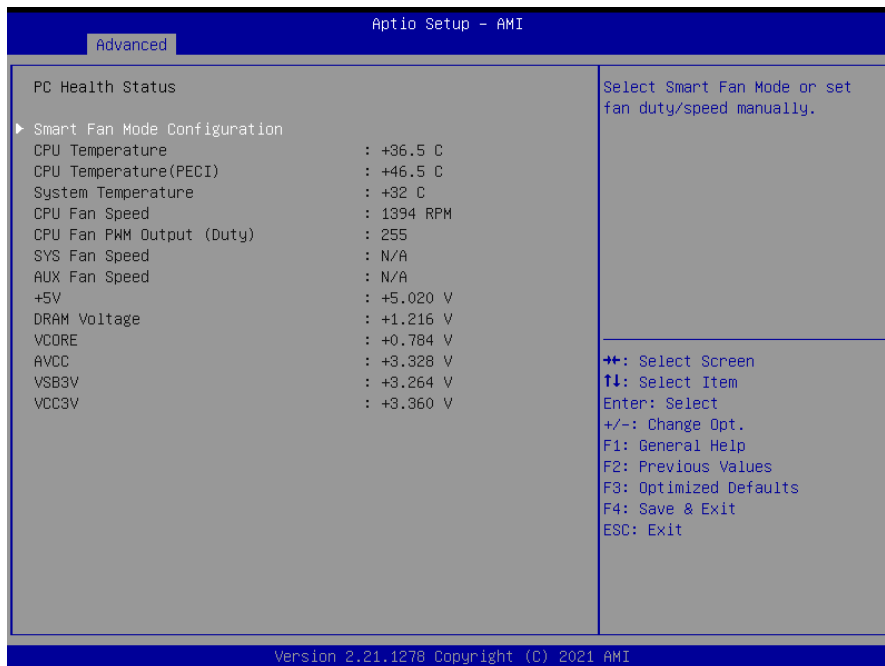 Aptio Setup - AMI
Advanced
PC Health Status
Smart Fan Mode Configuration
CPU Temperature : +36.5 C
CPU Temperature(PECI) : +46.5 C
System Temperature : +32 C
CPU Fan Speed : 1394 RPM
CPU Fan PWM Output (Duty) : 255
SYS Fan Speed : N/A
AUX Fan Speed : N/A
+5V : +5.020 V
DRAM Voltage : +1.216 V
VCORE : +0.784 V
AVCC : +3.328 V
VSB3V : +3.264 V
VCC3V : +3.360 V
Select Smart Fan Mode or set
fan duty/speed manually.
→←: Select Screen
↑↓: Select Item
Enter: Select
+/-: Change Opt.
F1: General Help
F2: Previous Values
F3: Optimized Defaults
F4: Save & Exit
ESC: Exit
Version 2.21.1278 Copyright (C) 2021 AMI